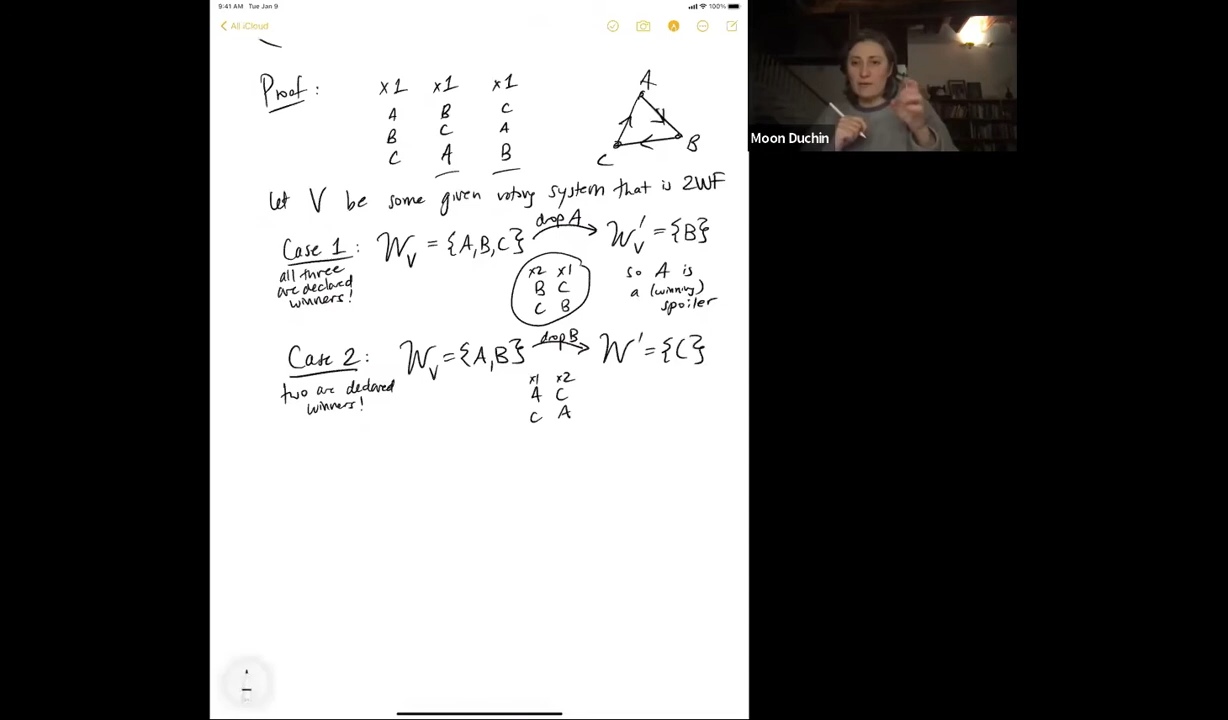 9:41 AM Tue Jan 9
100%
All iCloud
Moon Duchin
Proof :
x1 x1 x1
A B C
B C A
C A B
A
B
C
let V be some given voting system that is 2WF
Case 1 : W_V = {A,B,C} drop A W'_V = {B}
all three are declared winners!
x2 x1
B C
C B
so A is
a (winning)
spoiler
Case 2 : W_V = {A,B} drop B W' = {C}
two are declared
winners!
x1 x2
A C
C A